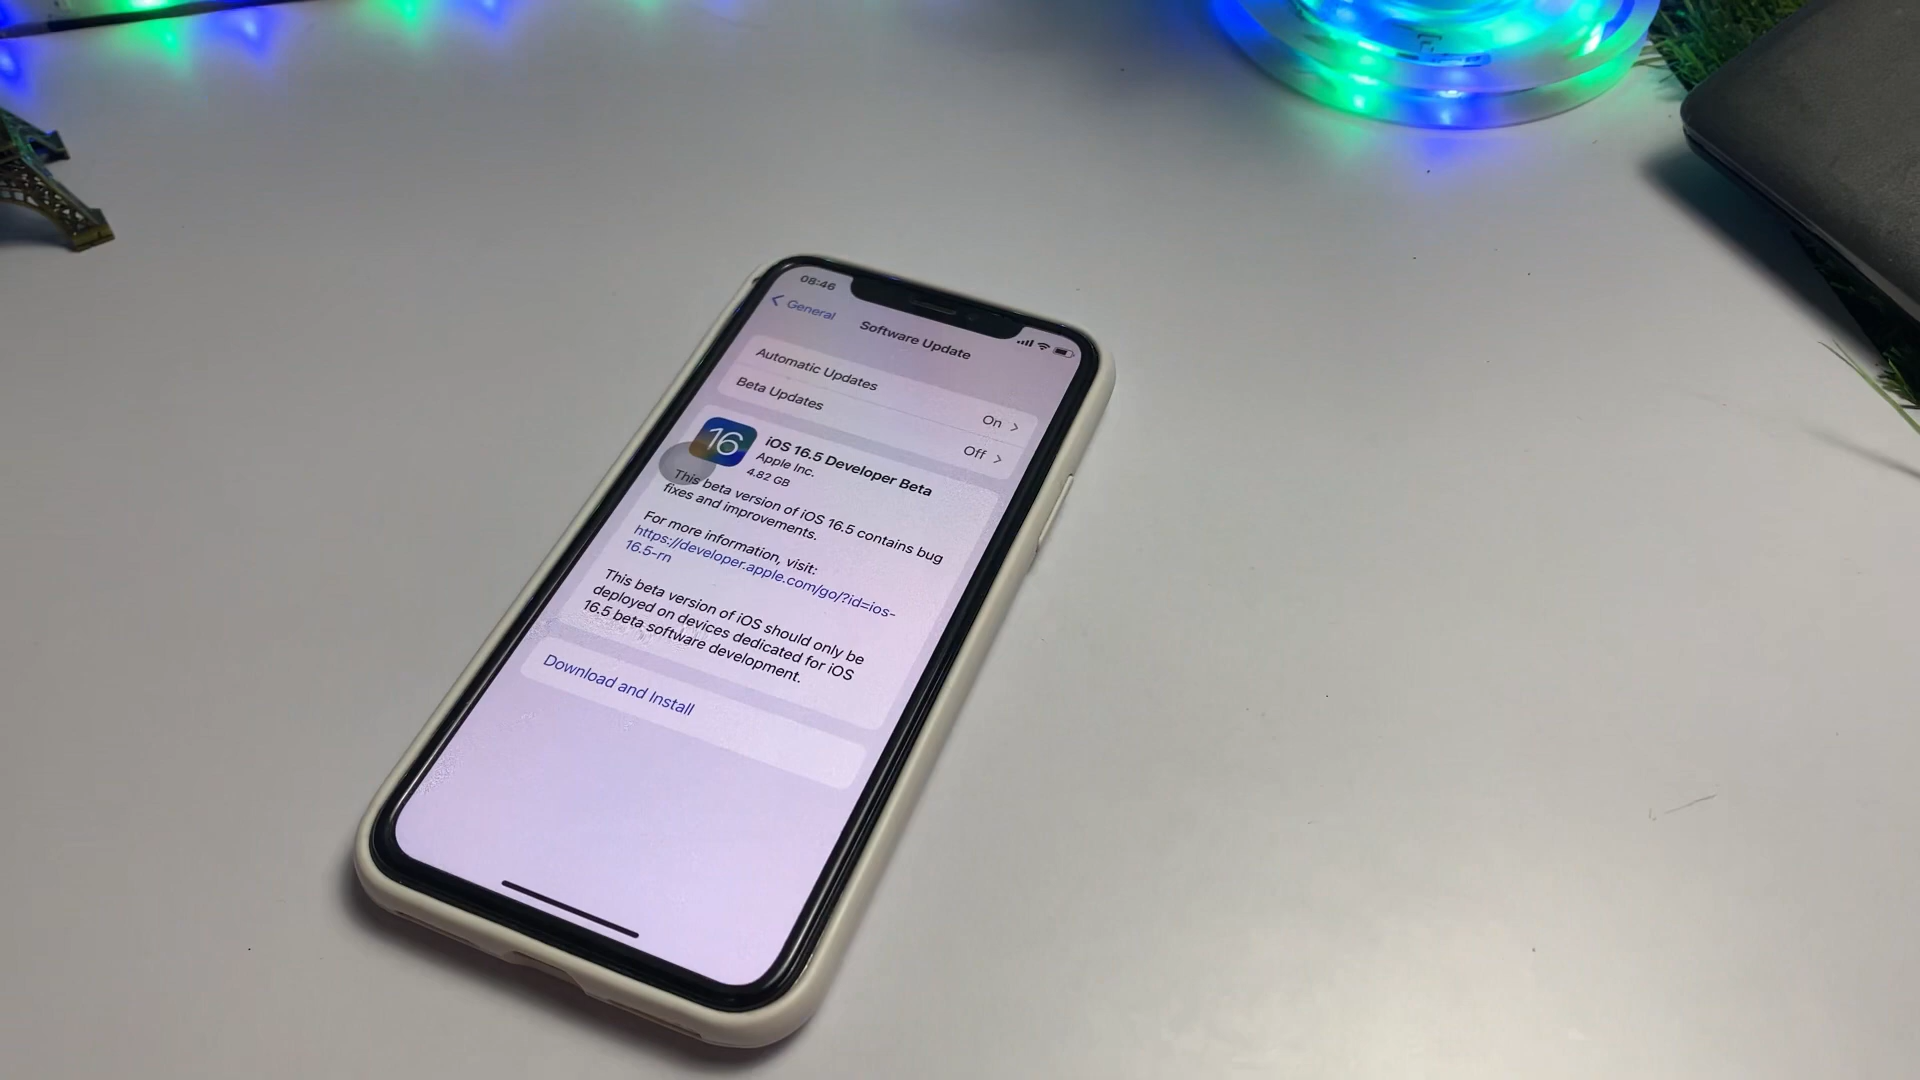 08:46
General
Software Update
Automatic Updates
On
Beta Updates
Off
16
iOS 16.5 Developer Beta
Apple Inc.
4.82 GB
This beta version of iOS 16.5 contains bug
fixes and improvements.
For more information, visit:
https://developer.apple.com/go/?id=ios-
16.5-rn
This beta version of iOS should only be
deployed on devices dedicated for iOS
16.5 beta software development.
Download and Install